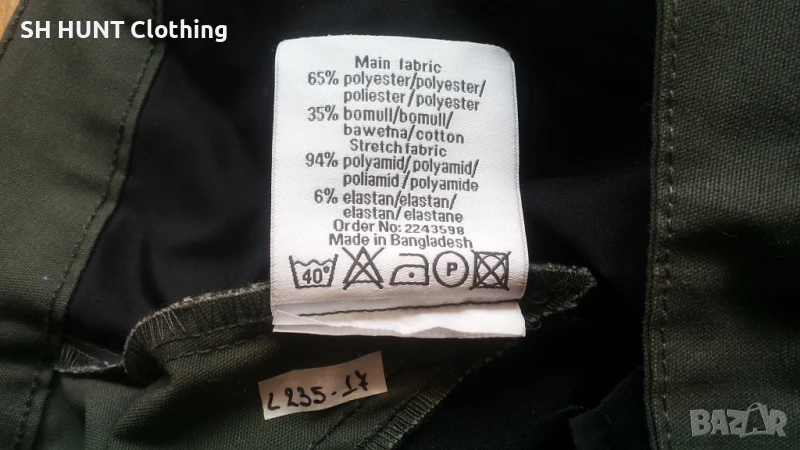 SH HUNT Clothing
Main fabric
65% polyester/polyester/
poliester/polyester
35% bomull/bomull/
bawełna/cotton
Stretch fabric
94% polyamid/polyamid/
poliamid/polyamide
6% elastan/elastan/
elastan/elastane
Order No: 2243598
Made in Bangladesh
40° P
L235-17
BAZAR